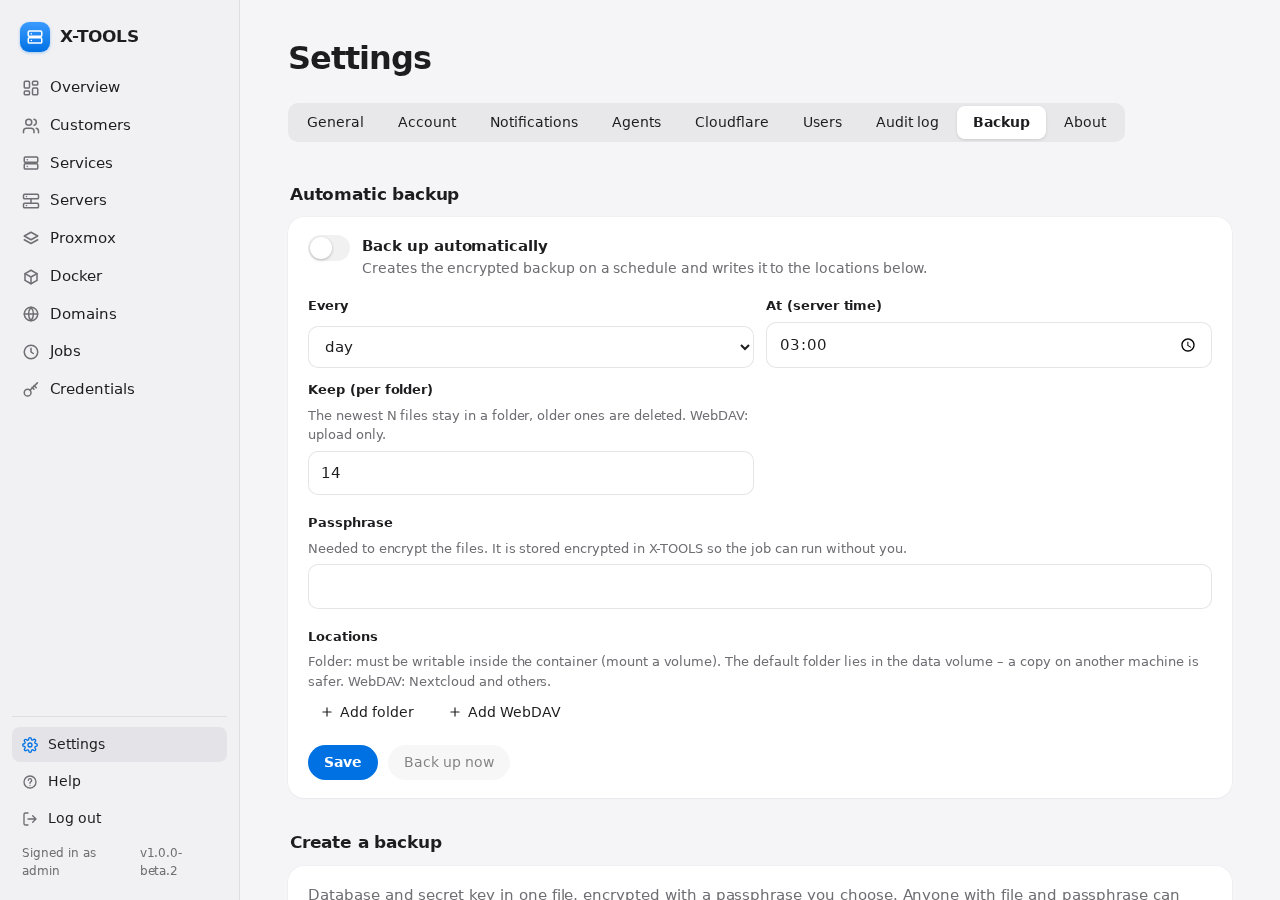 X-TOOLS
Overview
Customers
Services
Servers
Proxmox
Docker
Domains
Jobs
Credentials
Settings
Help
Log out
Signed in as admin
v1.0.0-beta.2
Settings
General Account Notifications Agents Cloudflare Users Audit log Backup About
Automatic backup
Back up automatically
Creates the encrypted backup on a schedule and writes it to the locations below.
Every
day
At (server time)
03:00
Keep (per folder)
The newest N files stay in a folder, older ones are deleted. WebDAV:
upload only.
14
Passphrase
Needed to encrypt the files. It is stored encrypted in X-TOOLS so the job can run without you.
Locations
Folder: must be writable inside the container (mount a volume). The default folder lies in the data volume – a copy on another machine is
safer. WebDAV: Nextcloud and others.
+ Add folder + Add WebDAV
Save Back up now
Create a backup
Database and secret key in one file, encrypted with a passphrase you choose. Anyone with file and passphrase can